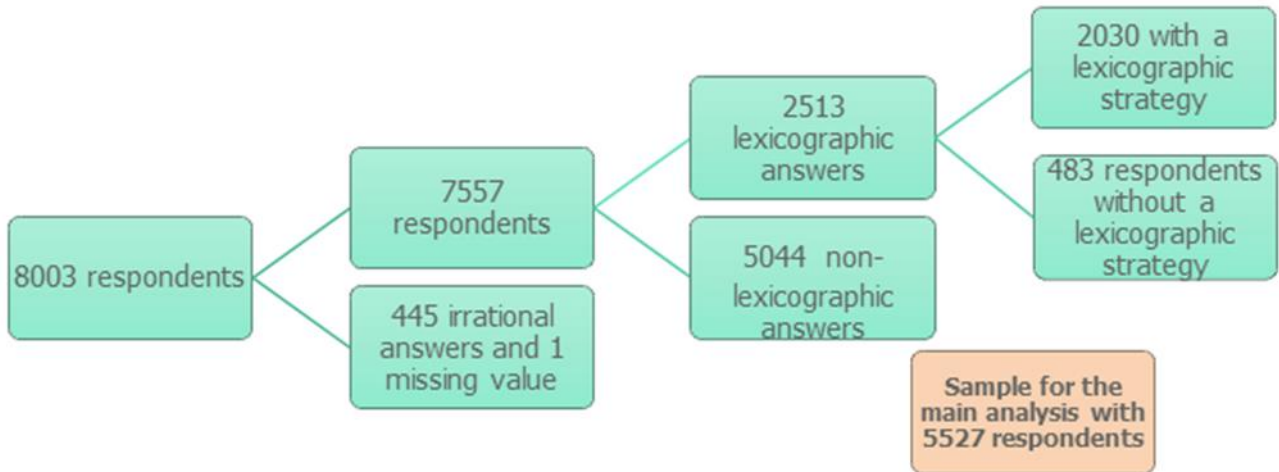 8003 respondents
7557
respondents
445 irrational
answers and 1
missing value
2513
lexicographic
answers
5044 non-
lexicographic
answers
2030 with a
lexicographic
strategy
483 respondents
without a
lexicographic
strategy
Sample for the
main analysis with
5527 respondents